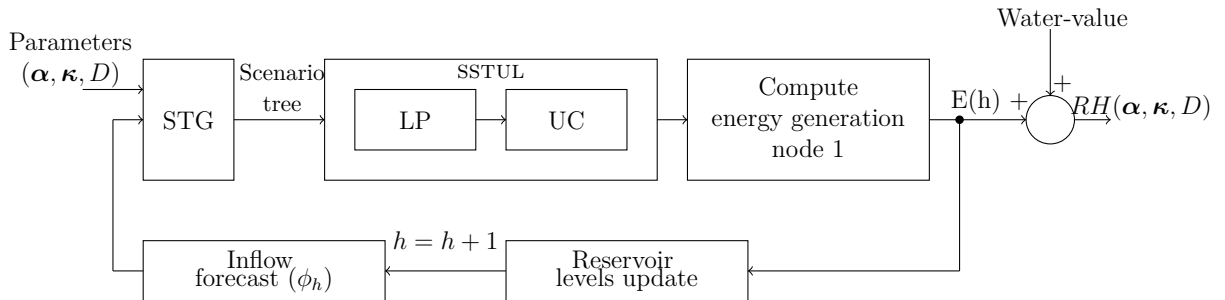 Water-value
Parameters
(α, κ, D)
Scenario
tree
STG
SSTUL
LP
UC
Compute
energy generation
node 1
E(h)
+
+
RH(α, κ, D)
h = h + 1
Inflow
forecast (ϕₕ)
Reservoir
levels update